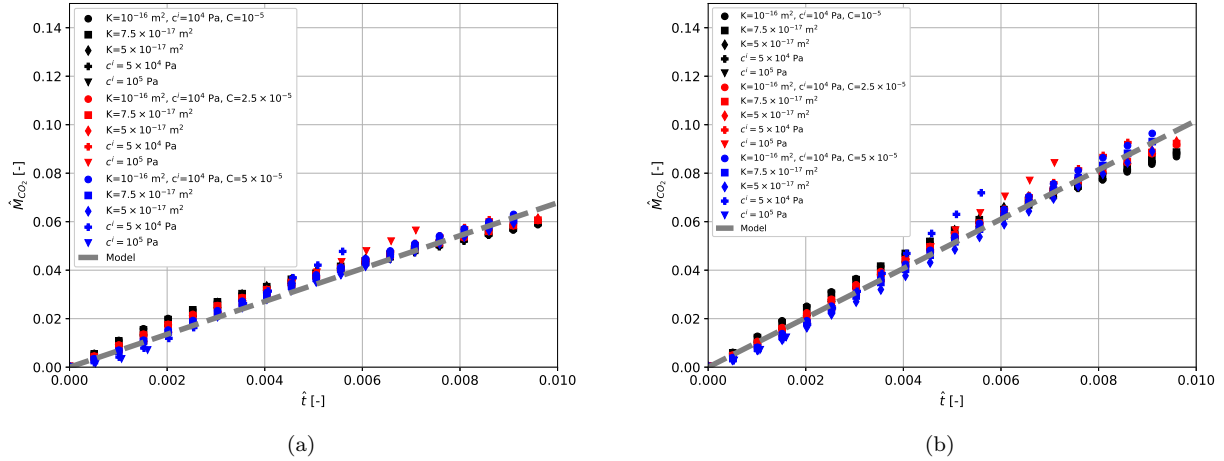 0.14
0.12
0.10
0.08
0.06
0.04
0.02
0.00
M̂CO₂ [-]
K=10⁻¹⁶ m², cⁱ=10⁴ Pa, C=10⁻⁵
K=7.5×10⁻¹⁷ m²
K=5×10⁻¹⁷ m²
cⁱ=5×10⁴ Pa
cⁱ=10⁵ Pa
K=10⁻¹⁶ m², cⁱ=10⁴ Pa, C=2.5×10⁻⁵
K=7.5×10⁻¹⁷ m²
K=5×10⁻¹⁷ m²
cⁱ=5×10⁴ Pa
cⁱ=10⁵ Pa
K=10⁻¹⁶ m², cⁱ=10⁴ Pa, C=5×10⁻⁵
K=7.5×10⁻¹⁷ m²
K=5×10⁻¹⁷ m²
cⁱ=5×10⁴ Pa
cⁱ=10⁵ Pa
Model
0.000 0.002 0.004 0.006 0.008 0.010
t̂ [-]
(a)
0.14
0.12
0.10
0.08
0.06
0.04
0.02
0.00
M̂CO₂ [-]
K=10⁻¹⁶ m², cⁱ=10⁴ Pa, C=10⁻⁵
K=7.5×10⁻¹⁷ m²
K=5×10⁻¹⁷ m²
cⁱ=5×10⁴ Pa
cⁱ=10⁵ Pa
K=10⁻¹⁶ m², cⁱ=10⁴ Pa, C=2.5×10⁻⁵
K=7.5×10⁻¹⁷ m²
K=5×10⁻¹⁷ m²
cⁱ=5×10⁴ Pa
cⁱ=10⁵ Pa
K=10⁻¹⁶ m², cⁱ=10⁴ Pa, C=5×10⁻⁵
K=7.5×10⁻¹⁷ m²
K=5×10⁻¹⁷ m²
cⁱ=5×10⁴ Pa
cⁱ=10⁵ Pa
Model
0.000 0.002 0.004 0.006 0.008 0.010
t̂ [-]
(b)